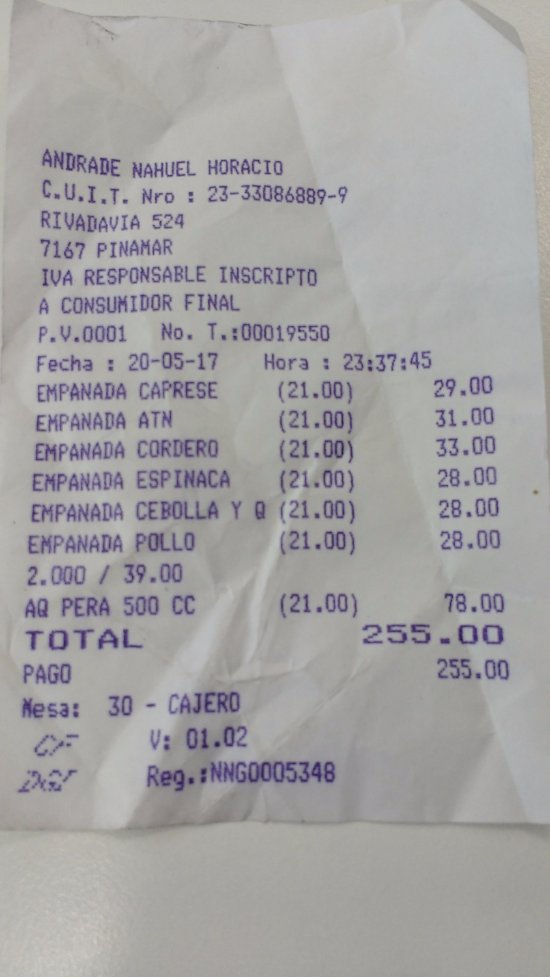 ANDRADE NAHUEL HORACIO
C.U.I.T. Nro : 23-33086889-9
RIVADAVIA 524
7167 PINAMAR
IVA RESPONSABLE INSCRIPTO
A CONSUMIDOR FINAL
P.V.0001 No. T.:00019550
Fecha : 20-05-17 Hora : 23:37:45
EMPANADA CAPRESE (21.00) 29.00
EMPANADA ATN (21.00) 31.00
EMPANADA CORDERO (21.00) 33.00
EMPANADA ESPINACA (21.00) 28.00
EMPANADA CEBOLLA Y Q (21.00) 28.00
EMPANADA POLLO (21.00) 28.00
2.000 / 39.00
AQ PERA 500 CC (21.00) 78.00
TOTAL 255.00
PAGO 255.00
Mesa: 30 - CAJERO
V: 01.02
Reg.:NNG0005348